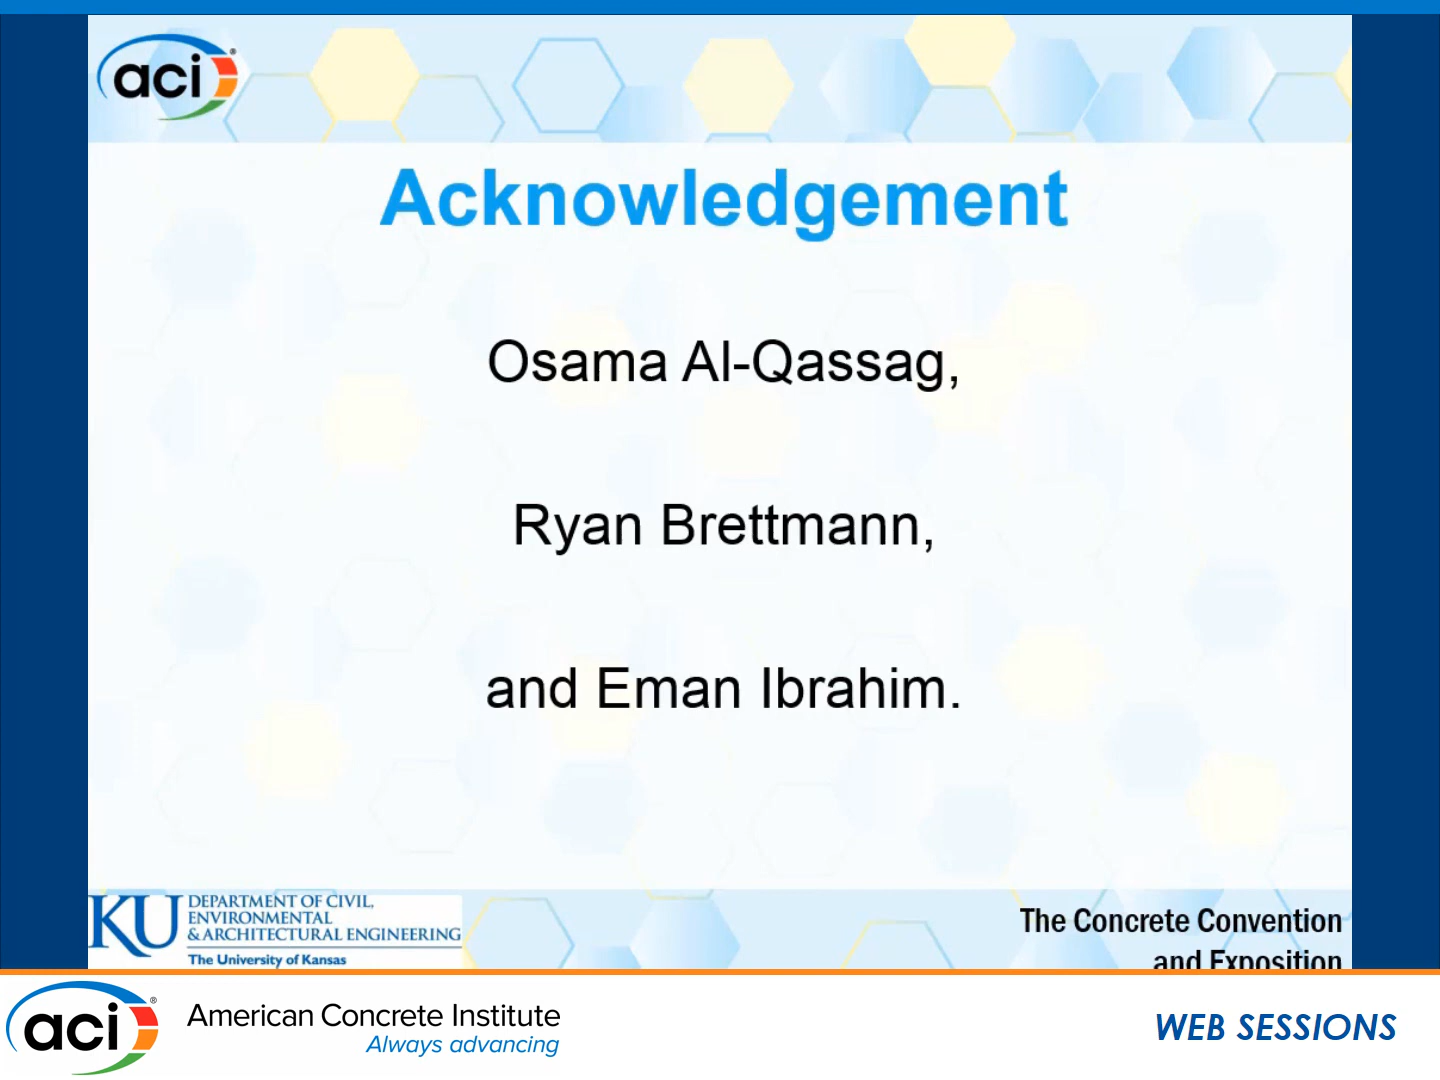 aci®
Acknowledgement
Osama Al-Qassag,
Ryan Brettmann,
and Eman Ibrahim.
KU
DEPARTMENT OF CIVIL,
ENVIRONMENTAL
& ARCHITECTURAL ENGINEERING
The University of Kansas
The Concrete Convention
and Exposition
aci®
American Concrete Institute
Always advancing
WEB SESSIONS